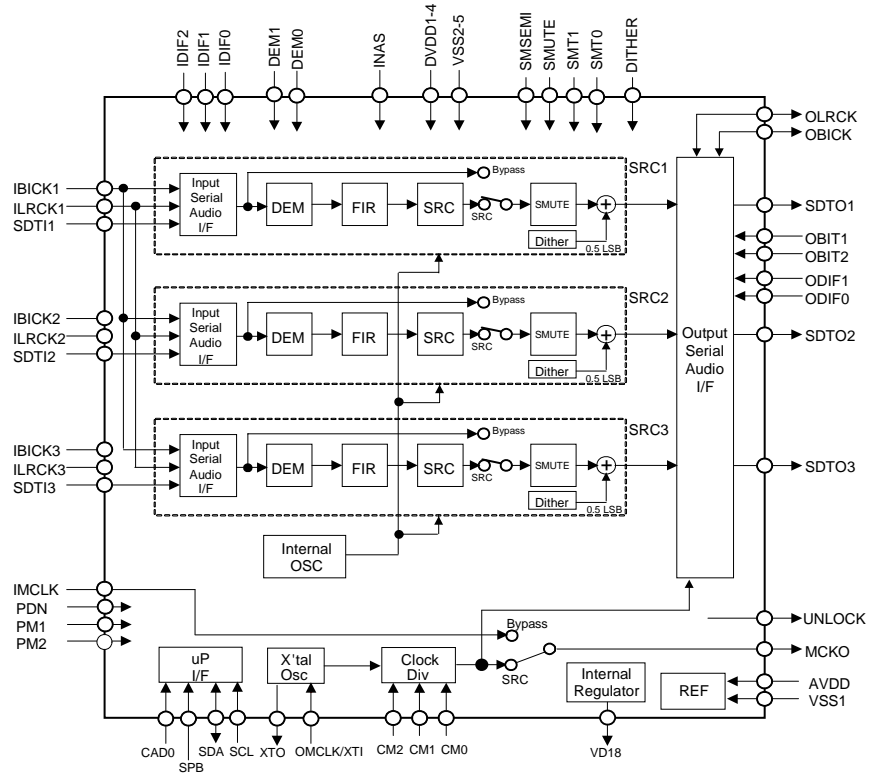 IDIF2
IDIF1
IDIF0
DEM1
DEM0
INAS
DVDD1-4
VSS2-5
SMSEMI
SMUTE
SMT1
SMT0
DITHER
OLRCK
OBICK
SRC1
IBICK1
ILRCK1
SDTI1
Input
Serial
Audio
I/F
Bypass
DEM
FIR
SRC
SRC
SMUTE
Dither
0.5 LSB
SDTO1
OBIT1
OBIT2
ODIF1
ODIF0
SRC2
IBICK2
ILRCK2
SDTI2
Input
Serial
Audio
I/F
Bypass
DEM
FIR
SRC
SRC
SMUTE
Dither
0.5 LSB
Output
Serial
Audio
I/F
SDTO2
SRC3
IBICK3
ILRCK3
SDTI3
Input
Serial
Audio
I/F
Bypass
DEM
FIR
SRC
SRC
SMUTE
Dither
0.5 LSB
SDTO3
Internal
OSC
IMCLK
PDN
PM1
PM2
Bypass
SRC
UNLOCK
MCKO
uP
I/F
X'tal
Osc
Clock
Div
Internal
Regulator
REF
AVDD
VSS1
CAD0
SPB
SDA
SCL
XTO
OMCLK/XTI
CM2
CM1
CM0
VD18